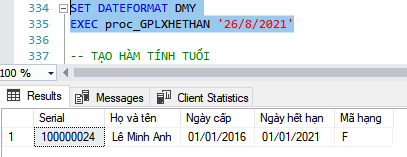 334 SET DATEFORMAT DMY
335 EXEC proc_GPLXHETHAN '26/8/2021'
336
337 -- TẠO HÀM TÍNH TUỔI
100 %
Results Messages Client Statistics
Serial Họ và tên Ngày cấp Ngày hết hạn Mã hạng
1 100000024 Lê Minh Anh 01/01/2016 01/01/2021 F